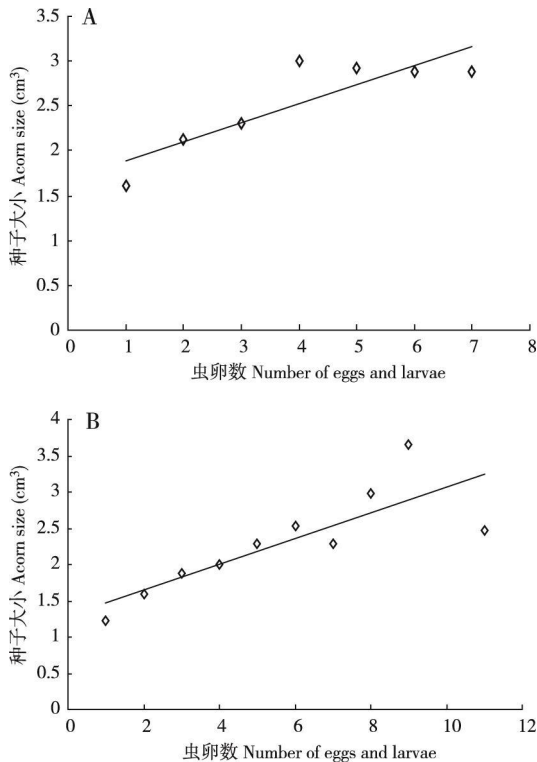 A
3.5
3
2.5
2
1.5
1
0.5
0
种子大小 Acorn size (cm³)
0 1 2 3 4 5 6 7 8
虫卵数 Number of eggs and larvae
B
4
3.5
3
2.5
2
1.5
1
0.5
0
种子大小 Acorn size (cm³)
0 2 4 6 8 10 12
虫卵数 Number of eggs and larvae